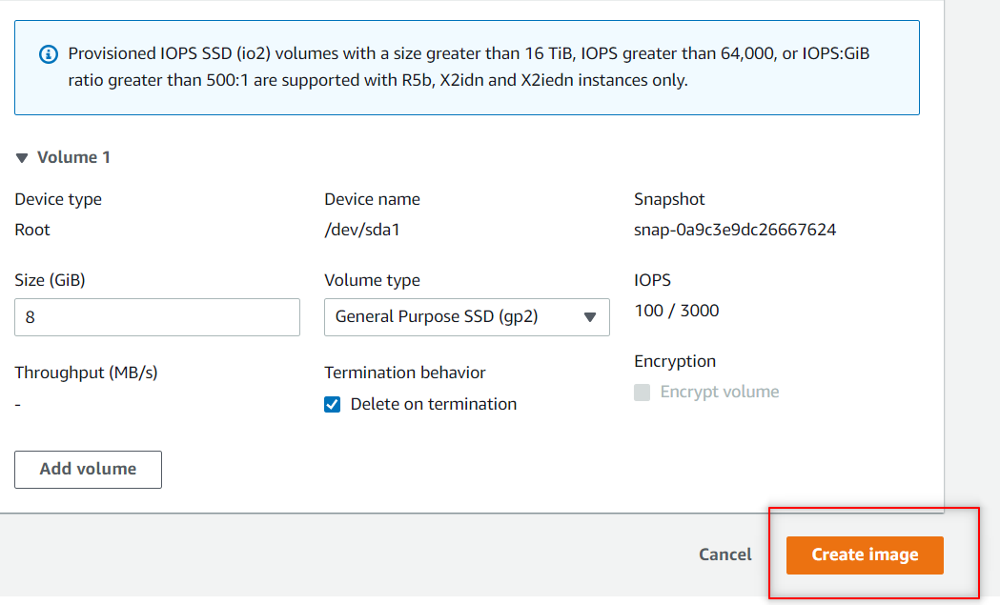 Provisioned IOPS SSD (io2) volumes with a size greater than 16 TiB, IOPS greater than 64,000, or IOPS:GiB
ratio greater than 500:1 are supported with R5b, X2idn and X2iedn instances only.
Volume 1
Device type
Device name
Snapshot
Root
/dev/sda1
snap-0a9c3e9dc26667624
Size (GiB)
Volume type
IOPS
8
General Purpose SSD (gp2)
100 / 3000
Throughput (MB/s)
Termination behavior
Encryption
-
Delete on termination
Encrypt volume
Add volume
Cancel
Create image